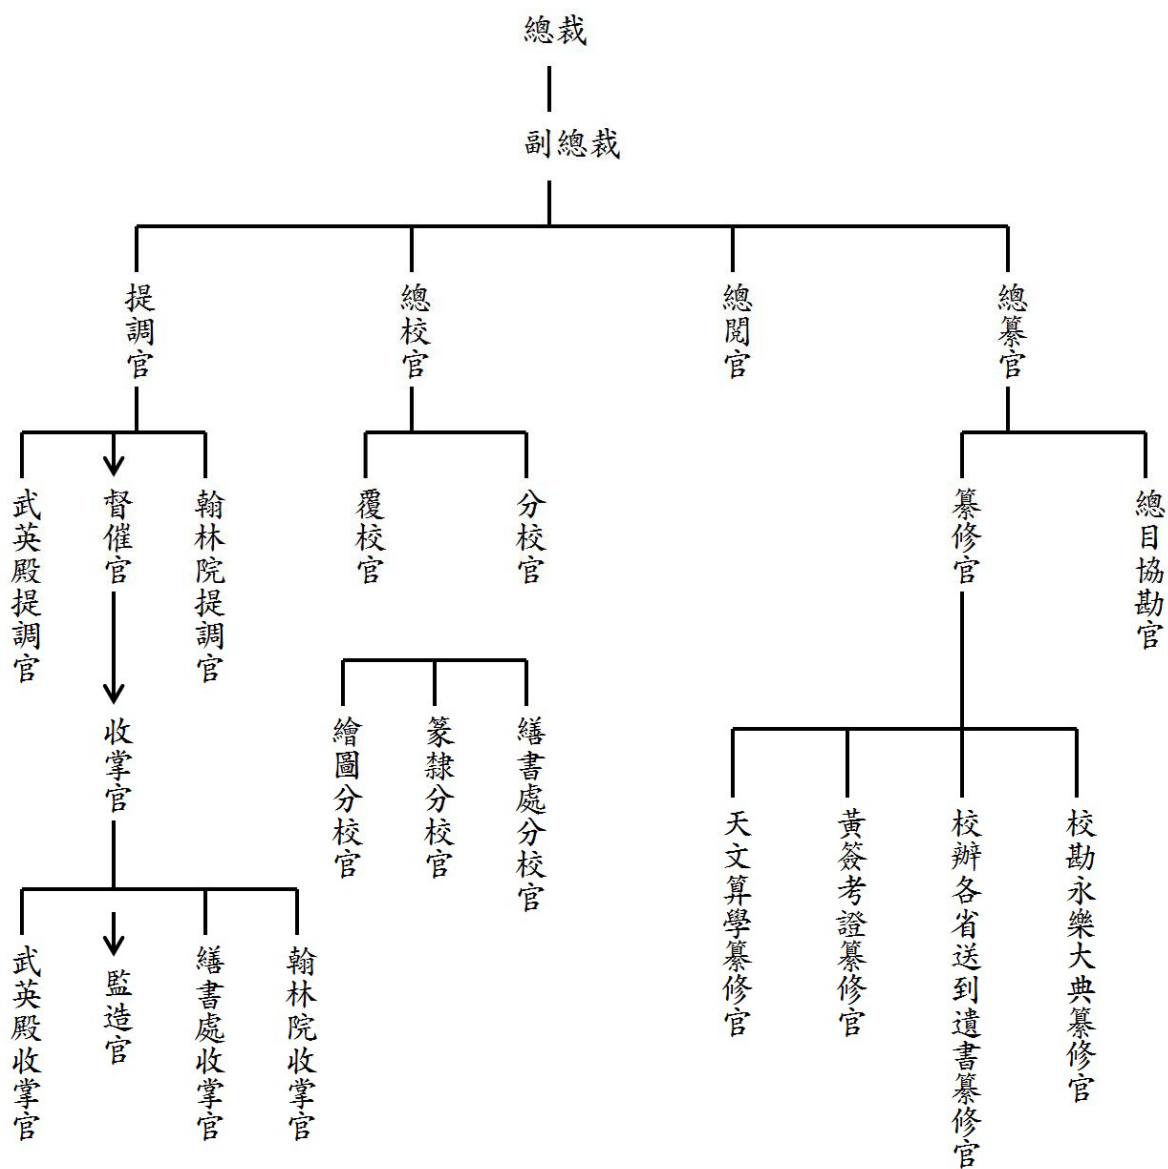 總裁
副總裁
提調官
總校官
總閱官
總纂官
武英殿提調官
督催官
翰林院提調官
覆校官
分校官
纂修官
總目協勘官
收掌官
繪圖分校官
篆隸分校官
繕書處分校官
天文算學纂修官
黃簽考證纂修官
校辦各省送到遺書纂修官
校勘永樂大典纂修官
武英殿收掌官
監造官
繕書處收掌官
翰林院收掌官